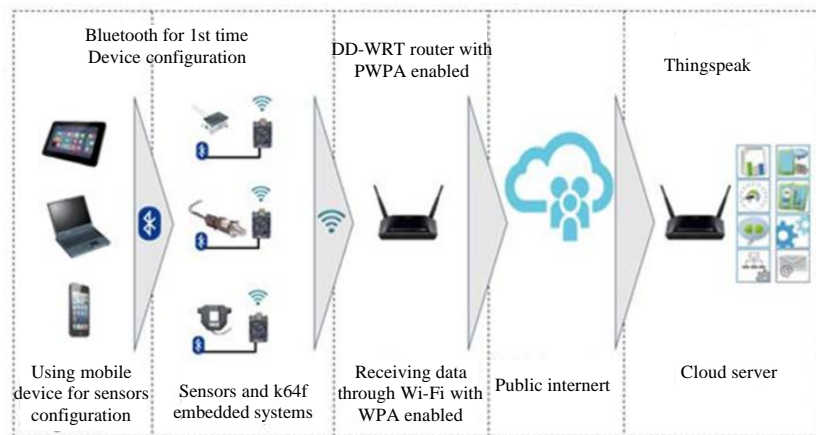 Bluetooth for 1st time
Device configuration
DD-WRT router with
PWPA enabled
Thingspeak
Using mobile
device for sensors
configuration
Sensors and k64f
embedded systems
Receiving data
through Wi-Fi with
WPA enabled
Public internert
Cloud server